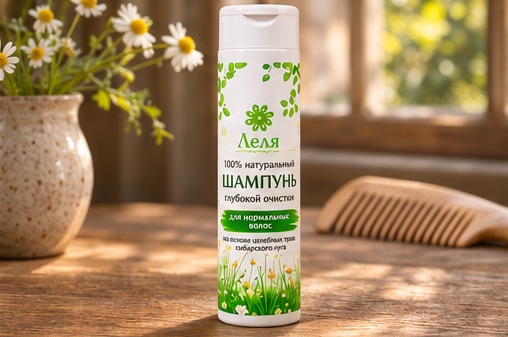 Леля
100% натуральный
ШАМПУНЬ
глубокой очистки
для нормальных
волос
на основе целебных трав
сибирского луга